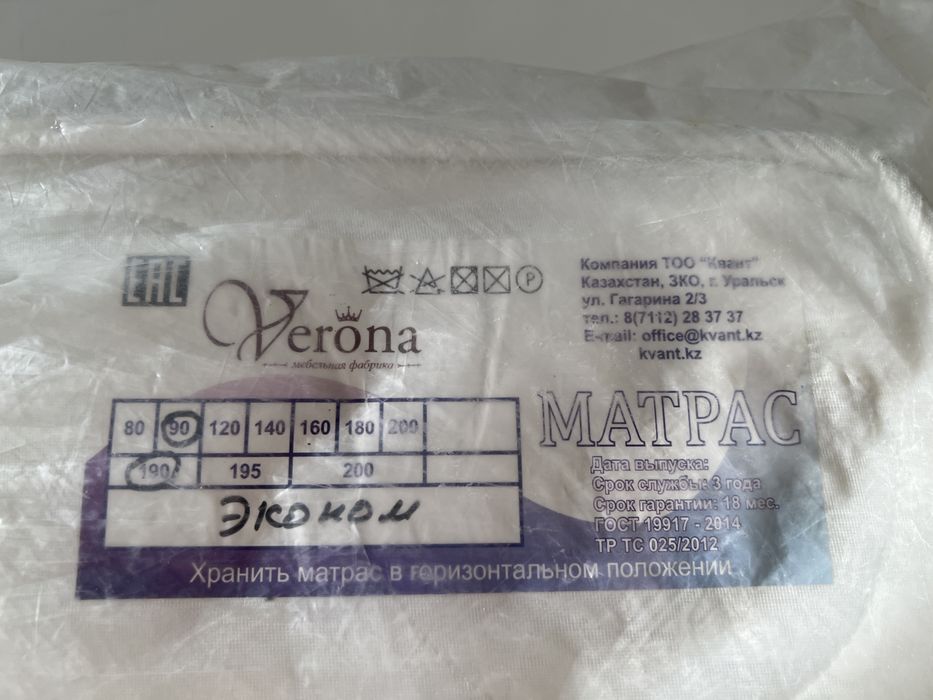 EAC
Verona
мебельная фабрика
P
Компания ТОО "Квант"
Казахстан, ЗКО, г. Уральск
ул. Гагарина 2/3
тел.: 8(7112) 28 37 37
E-mail: office@kvant.kz
kvant.kz
80 90 120 140 160 180 200
190 195 200
Эконом
МАТРАС
Дата выпуска:
Срок службы: 3 года
Срок гарантии: 18 мес.
ГОСТ 19917 - 2014
ТР ТС 025/2012
Хранить матрас в горизонтальном положении